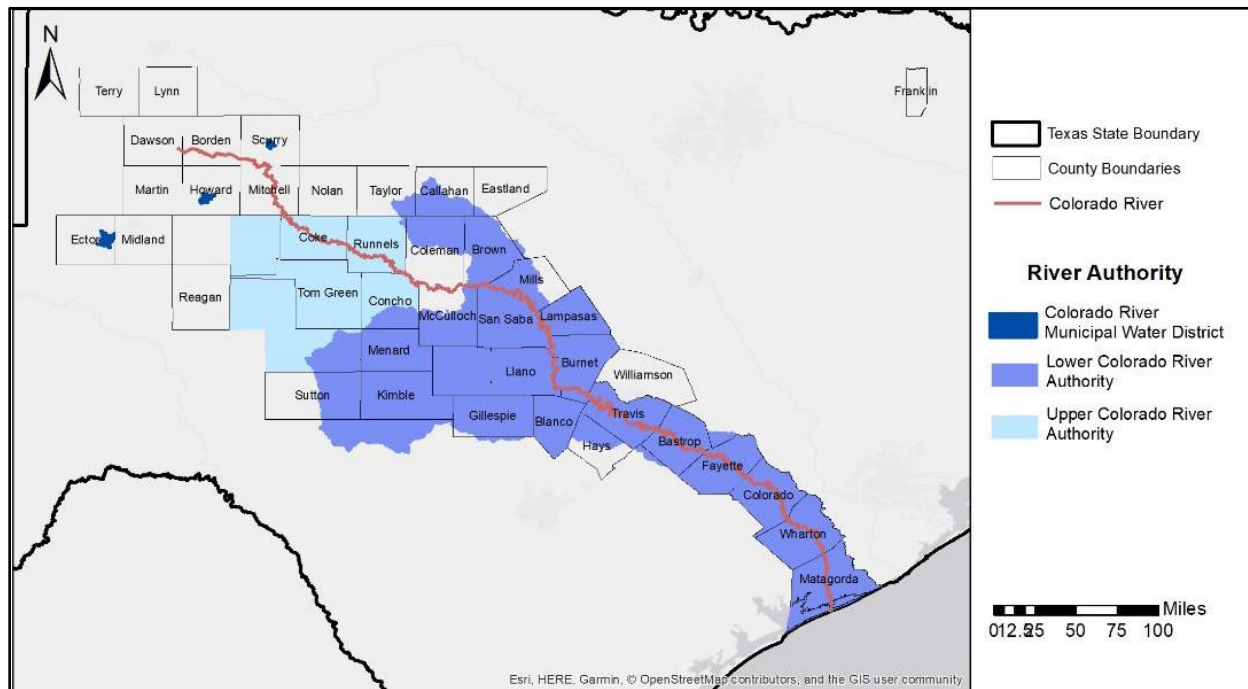 N
Terry
Lynn
Franklin
Dawson
Borden
Scurry
Martin
Howard
Mitchell
Nolan
Taylor
Callahan
Eastland
Ector
Midland
Coke
Runnels
Coleman
Brown
Reagan
Tom Green
Concho
Mills
McCulloch
San Saba
Lampasas
Menard
Llano
Burnet
Williamson
Sutton
Kimble
Gillespie
Blanco
Travis
Hays
Bastrop
Fayette
Colorado
Wharton
Matagorda
Esri, HERE, Garmin, © OpenStreetMap contributors, and the GIS user community
Texas State Boundary
County Boundaries
Colorado River
River Authority
Colorado River
Municipal Water District
Lower Colorado River
Authority
Upper Colorado River
Authority
Miles
0 12.5 25 50 75 100